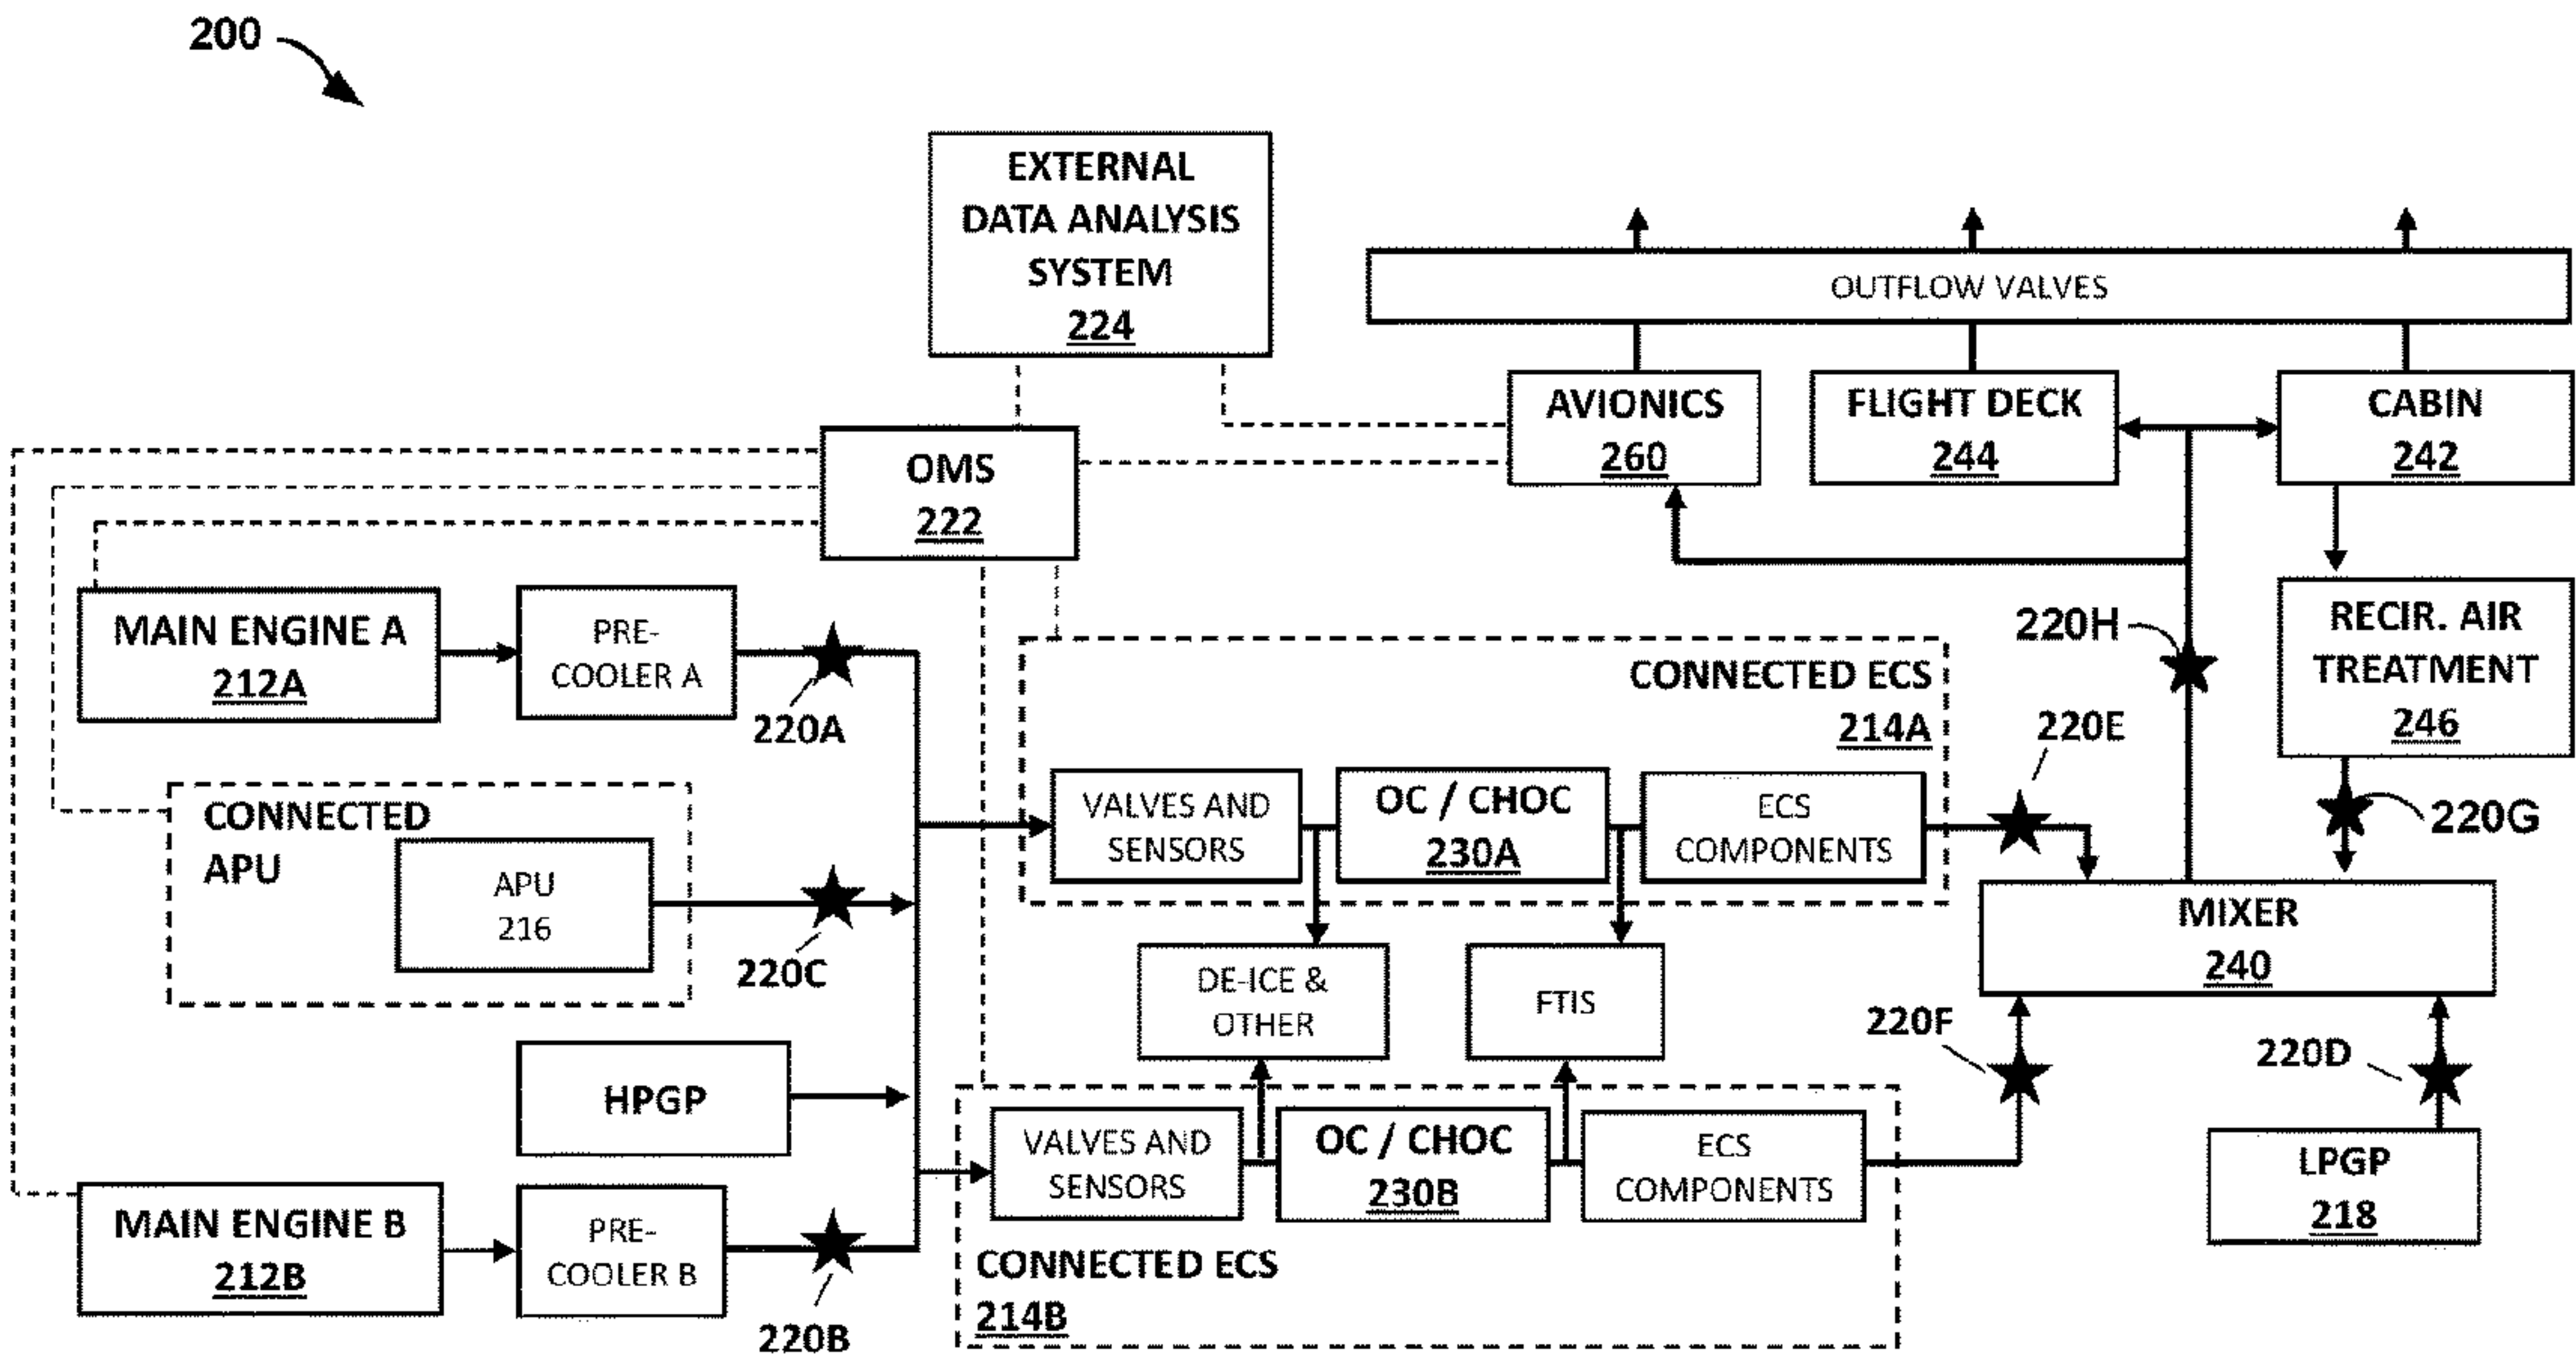 200
EXTERNAL
DATA ANALYSIS
SYSTEM
224
OUTFLOW VALVES
AVIONICS
260
FLIGHT DECK
244
CABIN
242
OMS
222
MAIN ENGINE A
212A
PRE-
COOLER A
220A
CONNECTED ECS
214A
220H
RECIR. AIR
TREATMENT
246
220E
220G
VALVES AND
SENSORS
OC / CHOC
230A
ECS
COMPONENTS
CONNECTED
APU
APU
216
220C
MIXER
240
DE-ICE &
OTHER
FTIS
220F
220D
HPGP
VALVES AND
SENSORS
OC / CHOC
230B
ECS
COMPONENTS
LPGP
218
MAIN ENGINE B
212B
PRE-
COOLER B
220B
CONNECTED ECS
214B